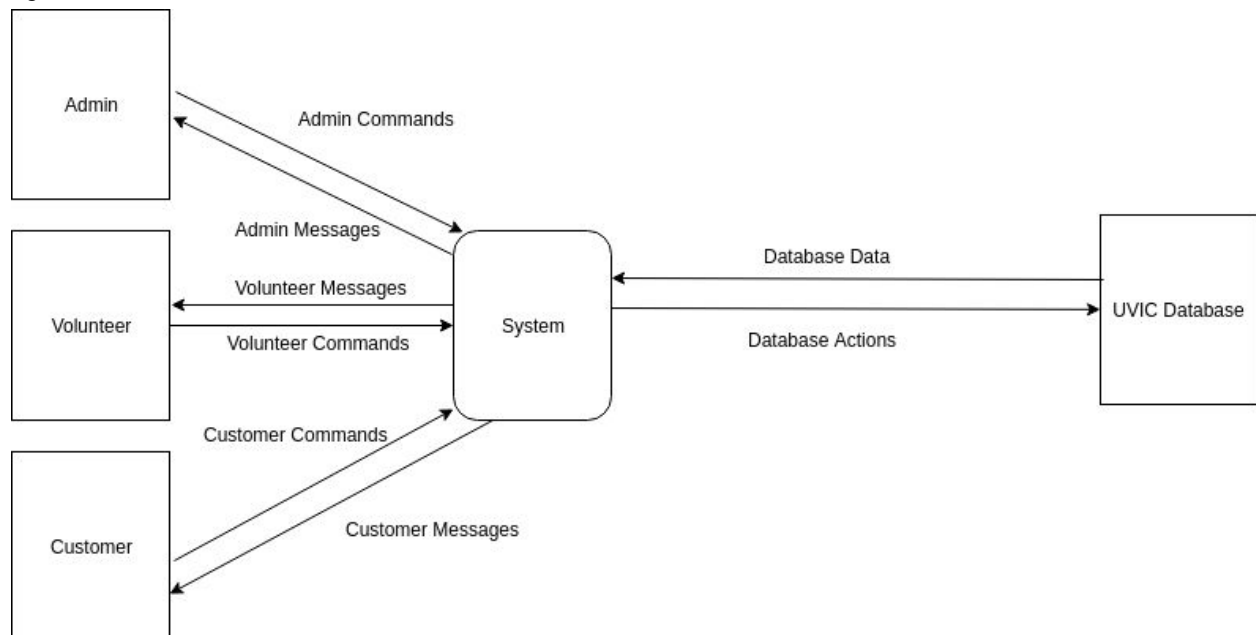 Admin
Admin Commands
Admin Messages
Volunteer Messages
Volunteer
Volunteer Commands
System
Database Data
UVIC Database
Database Actions
Customer Commands
Customer Messages
Customer